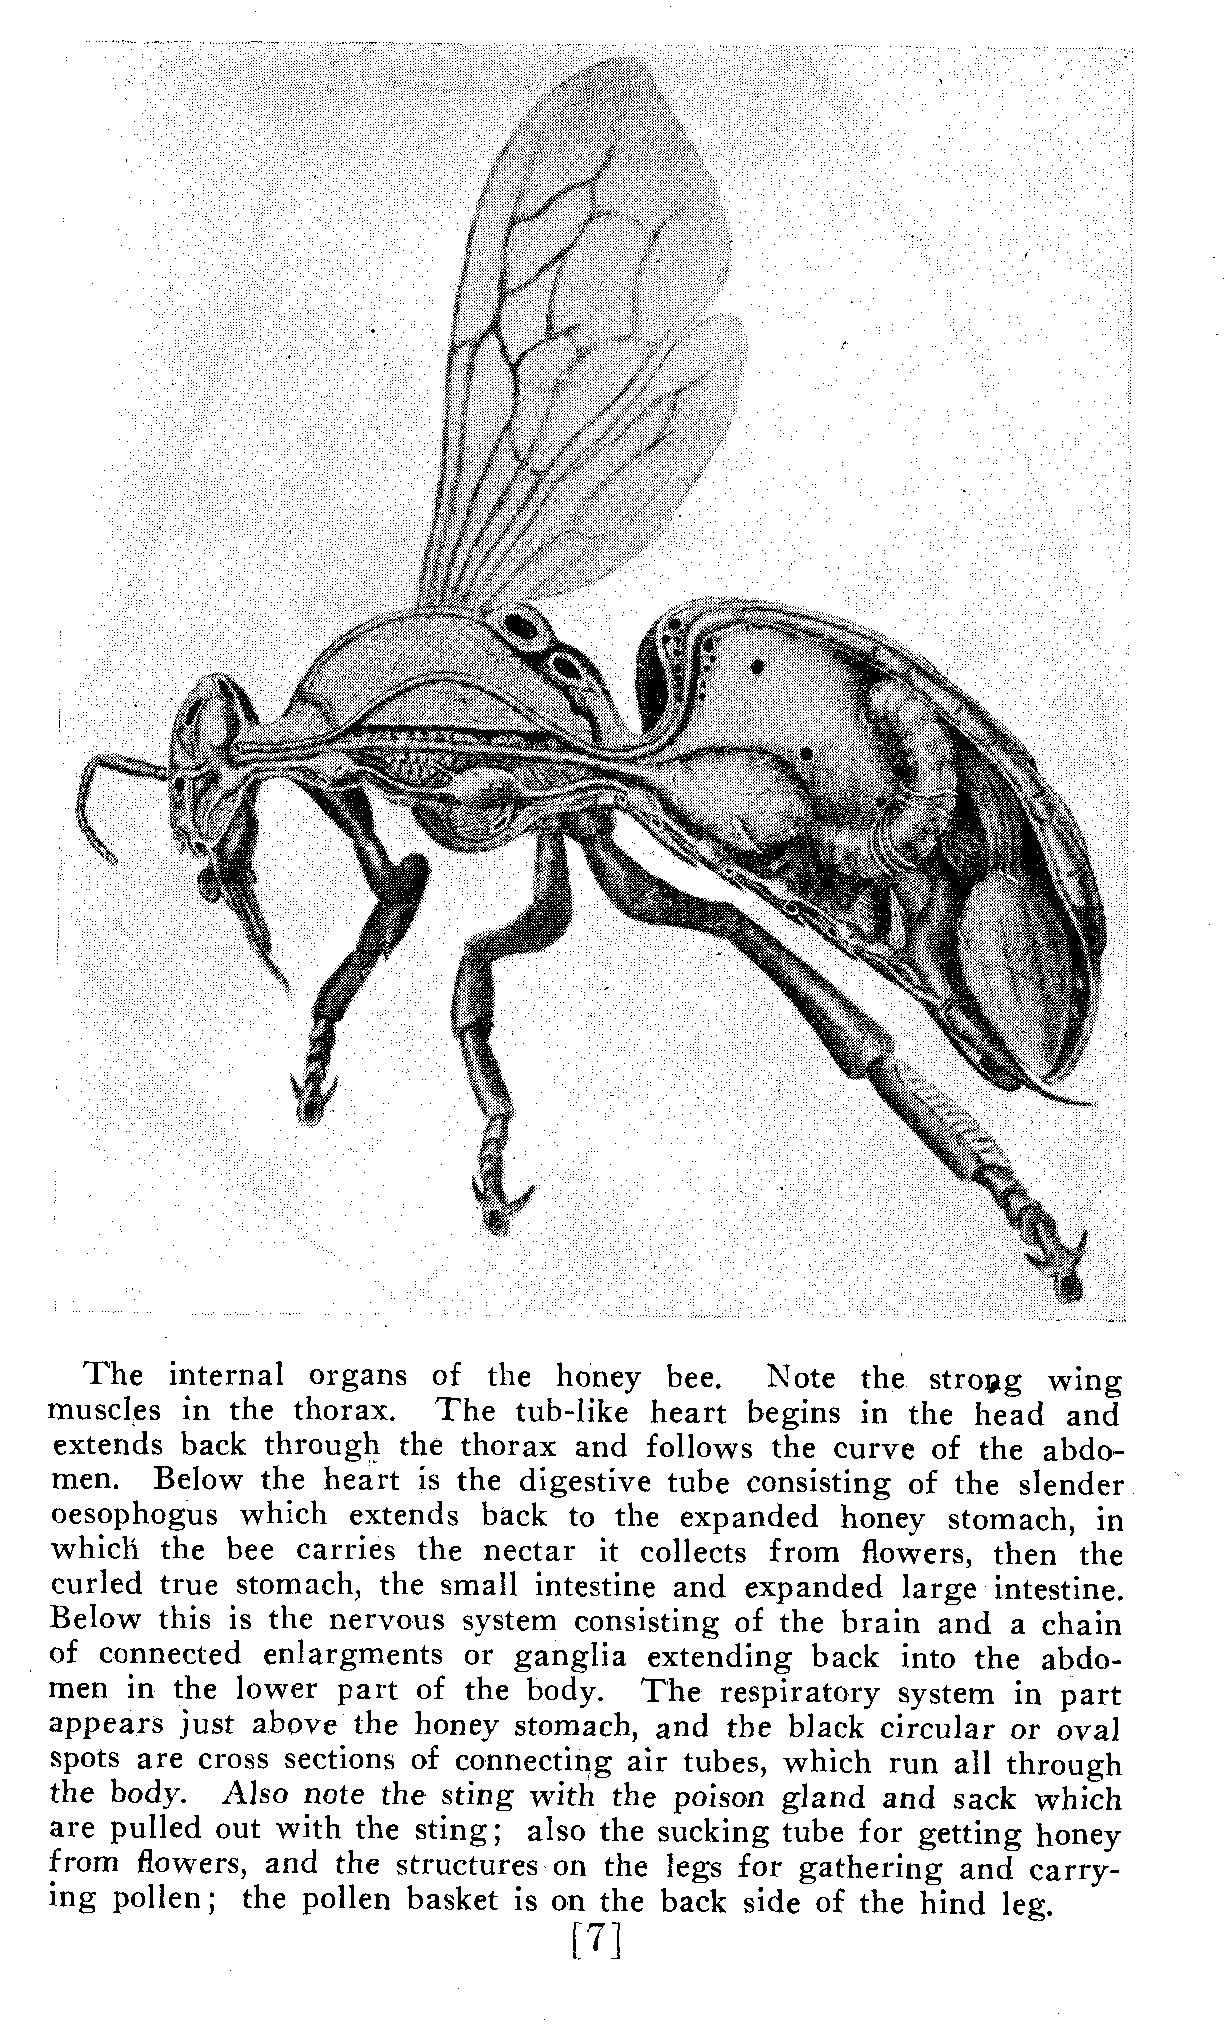 The internal organs of the honey bee. Note the strong wing
muscles in the thorax. The tub-like heart begins in the head and
extends back through the thorax and follows the curve of the abdo-
men. Below the heart is the digestive tube consisting of the slender
oesophogus which extends back to the expanded honey stomach, in
which the bee carries the nectar it collects from flowers, then the
curled true stomach, the small intestine and expanded large intestine.
Below this is the nervous system consisting of the brain and a chain
of connected enlargments or ganglia extending back into the abdo-
men in the lower part of the body. The respiratory system in part
appears just above the honey stomach, and the black circular or oval
spots are cross sections of connecting air tubes, which run all through
the body. Also note the sting with the poison gland and sack which
are pulled out with the sting; also the sucking tube for getting honey
from flowers, and the structures on the legs for gathering and carry-
ing pollen; the pollen basket is on the back side of the hind leg.
[7]